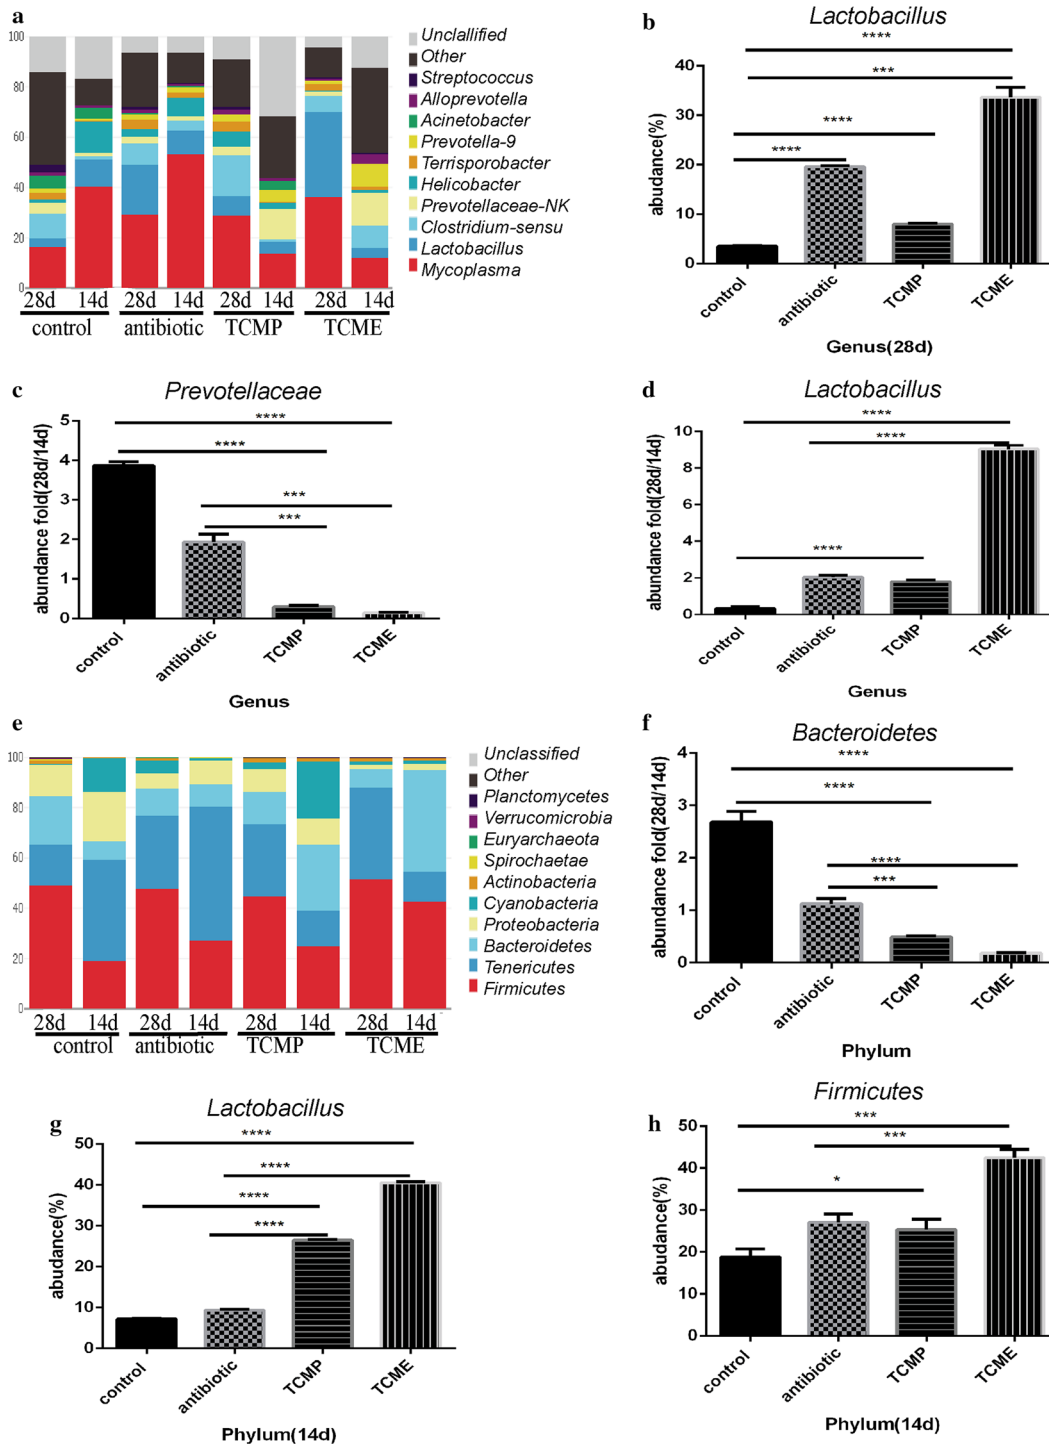 a
100
80
60
40
20
0
28d 14d 28d 14d 28d 14d 28d 14d
control antibiotic TCMP TCME
Unclallified
Other
Streptococcus
Alloprevotella
Acinetobacter
Prevotella-9
Terrisporobacter
Helicobacter
Prevotellaceae-NK
Clostridium-sensu
Lactobacillus
Mycoplasma
b
Lactobacillus
****
***
****
****
abudance(%)
40
30
20
10
0
control antibiotic TCMP TCME
Genus(28d)
c
Prevotellaceae
****
****
***
***
abundance fold(28d/14d)
5
4
3
2
1
0
control antibiotic TCMP TCME
Genus
d
Lactobacillus
****
****
****
abundance fold(28d/14d)
10
8
6
4
2
0
control antibiotic TCMP TCME
Genus
e
100
80
60
40
20
0
28d 14d 28d 14d 28d 14d 28d 14d
control antibiotic TCMP TCME
Unclassified
Other
Planctomycetes
Verrucomicrobia
Euryarchaeota
Spirochaetae
Actinobacteria
Cyanobacteria
Proteobacteria
Bacteroidetes
Tenericutes
Firmicutes
f
Bacteroidetes
****
****
****
***
abundance fold(28d/14d)
4
3
2
1
0
control antibiotic TCMP TCME
Phylum
g
Lactobacillus
****
****
****
****
abudance(%)
50
40
30
20
10
0
control antibiotic TCMP TCME
Phylum(14d)
h
Firmicutes
***
***
*
abudance(%)
50
40
30
20
10
0
control antibiotic TCMP TCME
Phylum(14d)